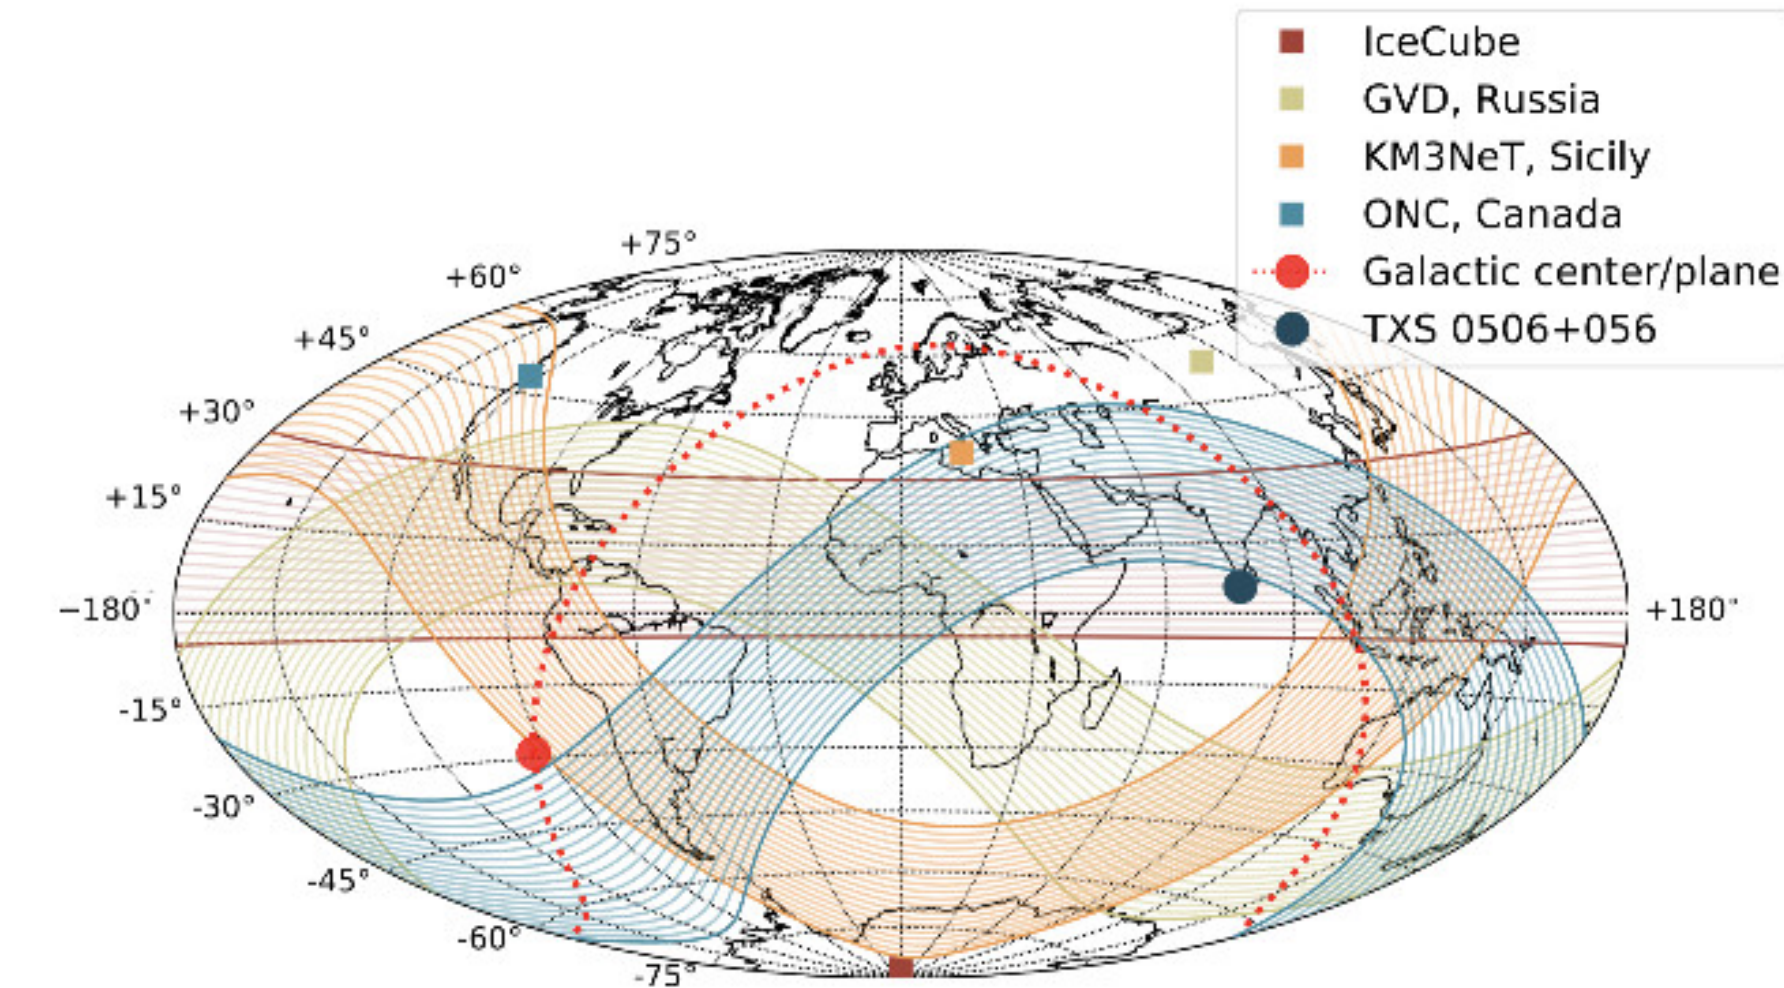 IceCube
GVD, Russia
KM3NeT, Sicily
ONC, Canada
Galactic center/plane
TXS 0506+056
+75°
+60°
+45°
+30°
+15°
−180°
+180°
-15°
-30°
-45°
-60°
-75°